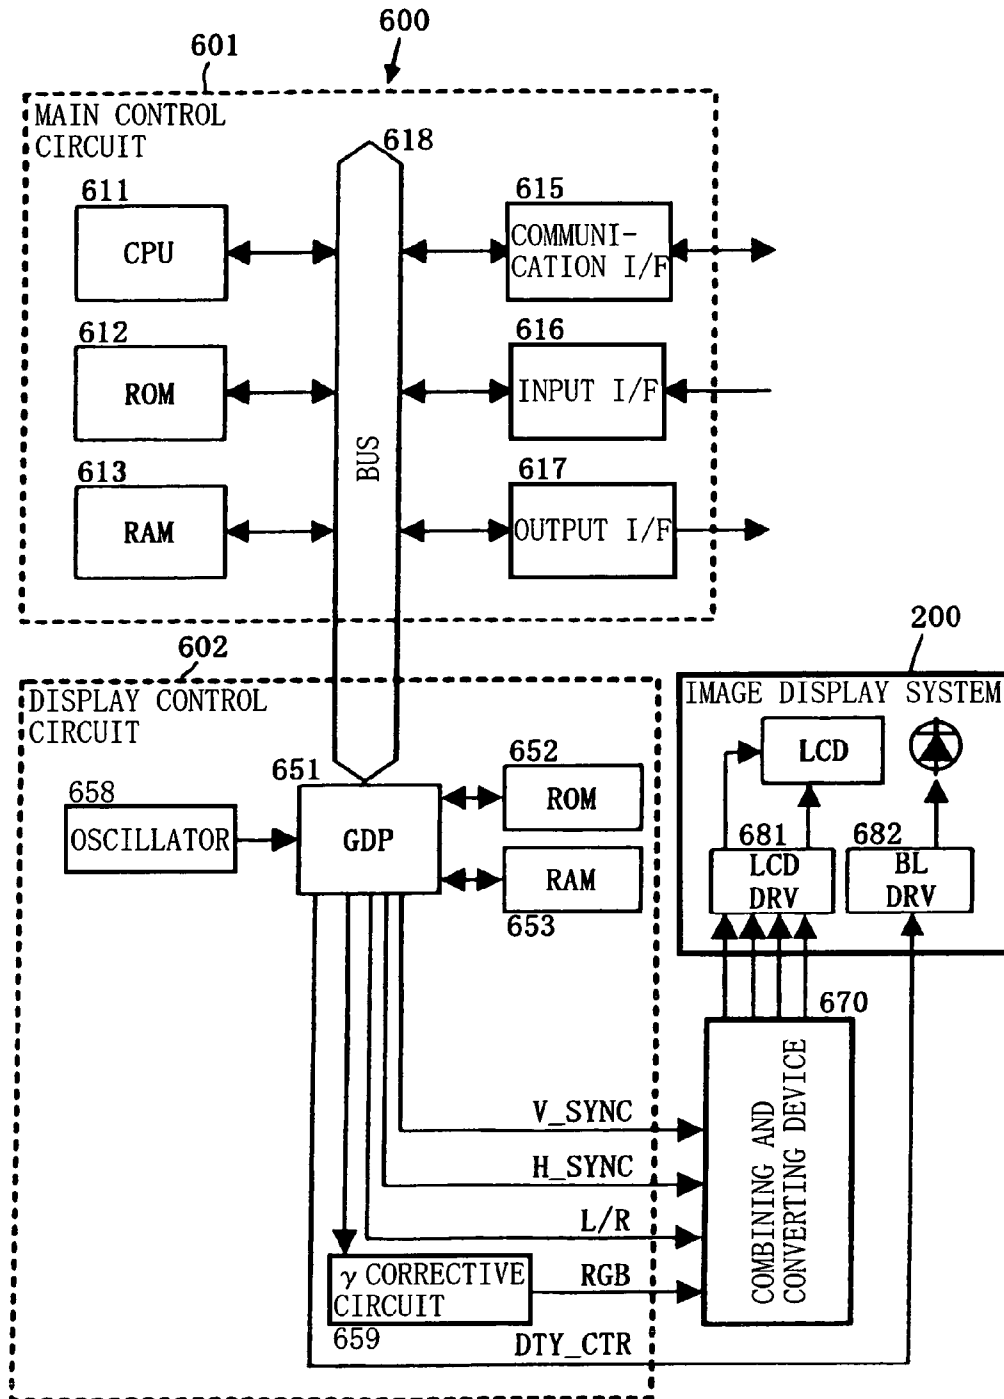 600
601
MAIN CONTROL
CIRCUIT
618
611
CPU
615
COMMUNI-
CATION I/F
612
ROM
616
INPUT I/F
BUS
613
RAM
617
OUTPUT I/F
602
DISPLAY CONTROL
CIRCUIT
200
IMAGE DISPLAY SYSTEM
LCD
658
OSCILLATOR
651
GDP
652
ROM
RAM
653
681
LCD
DRV
682
BL
DRV
670
COMBINING AND
CONVERTING DEVICE
V_SYNC
H_SYNC
L/R
γ CORRECTIVE
CIRCUIT
659
RGB
DTY_CTR